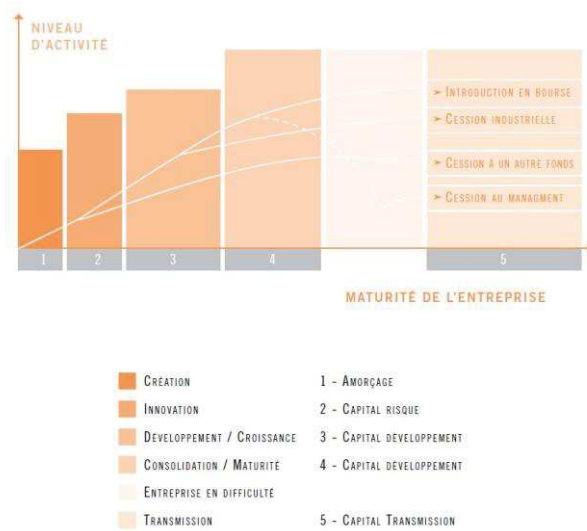 NIVEAU
D'ACTIVITÉ
➤ INTRODUCTION EN BOURSE
➤ CESSION INDUSTRIELLE
➤ CESSION À UN AUTRE FONDS
➤ CESSION AU MANAGMENT
1 2 3 4 5
MATURITÉ DE L'ENTREPRISE
CRÉATION 1 - AMORÇAGE
INNOVATION 2 - CAPITAL RISQUE
DÉVELOPPEMENT / CROISSANCE 3 - CAPITAL DÉVELOPPEMENT
CONSOLIDATION / MATURITÉ 4 - CAPITAL DÉVELOPPEMENT
ENTREPRISE EN DIFFICULTÉ
TRANSMISSION 5 - CAPITAL TRANSMISSION